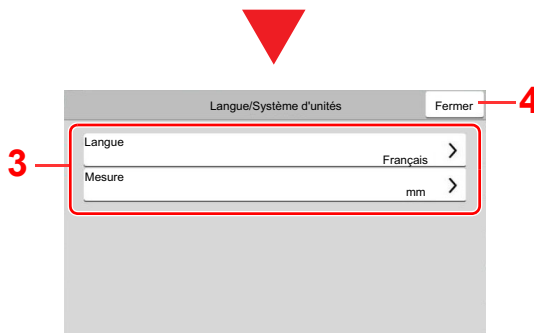 Langue/Système d'unités
Fermer
4
3
Langue
Français
Mesure
mm